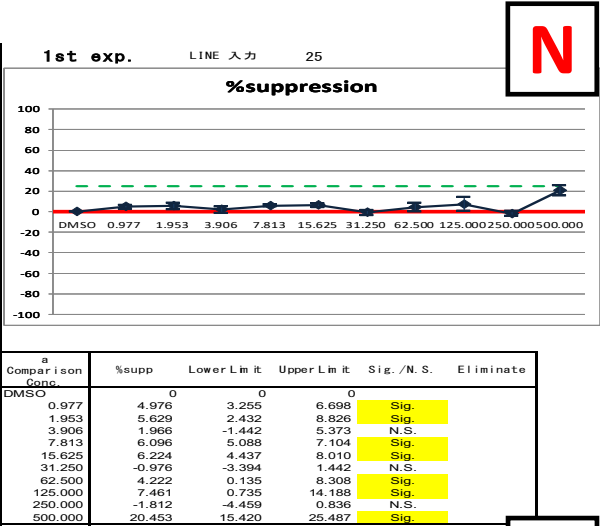 N
1st exp. LINE 入力 25
%suppression
100
80
60
40
20
0
DMSO 0.977 1.953 3.906 7.813 15.625 31.250 62.500 125.000 250.000 500.000
-20
-40
-60
-80
-100
a
Comparison %supp Lower Limit Upper Limit Sig./N.S. Eliminate
Conc.
DMSO 0 0 0
0.977 4.976 3.255 6.698 Sig.
1.953 5.629 2.432 8.826 Sig.
3.906 1.966 -1.442 5.373 N.S.
7.813 6.096 5.088 7.104 Sig.
15.625 6.224 4.437 8.010 Sig.
31.250 -0.976 -3.394 1.442 N.S.
62.500 4.222 0.135 8.308 Sig.
125.000 7.461 0.735 14.188 Sig.
250.000 -1.812 -4.459 0.836 N.S.
500.000 20.453 15.420 25.487 Sig.